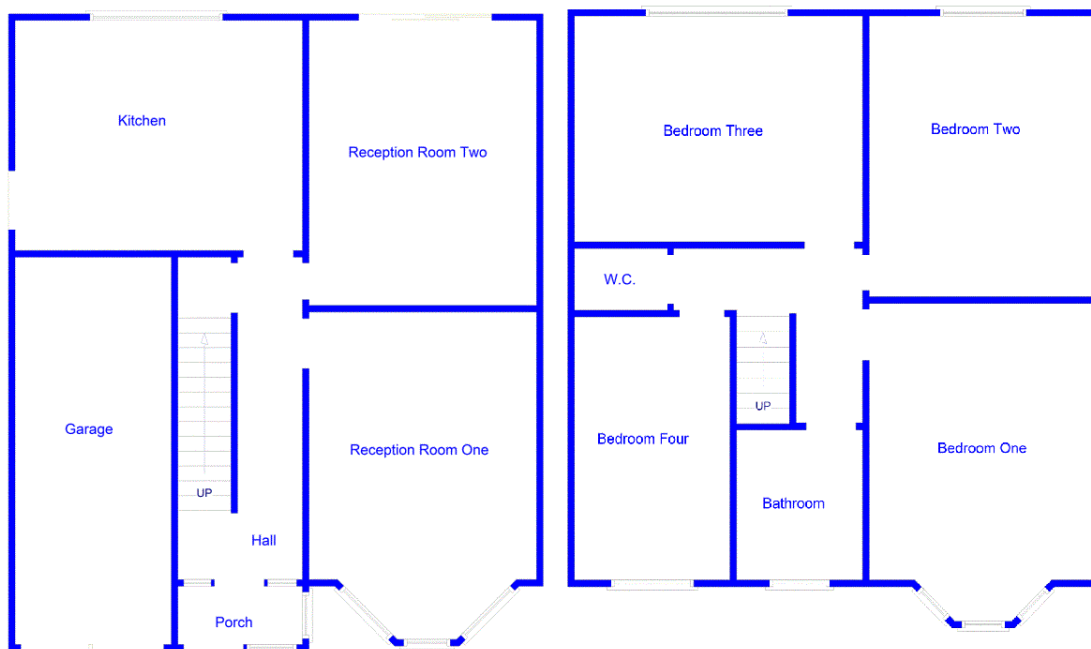 Kitchen
Reception Room Two
Garage
Reception Room One
UP
Hall
Porch
Bedroom Three
Bedroom Two
W.C.
UP
Bedroom Four
Bedroom One
Bathroom